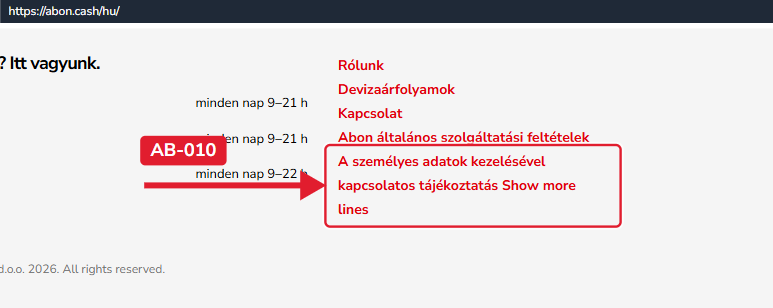 https://abon.cash/hu/
? Itt vagyunk.
Rólunk
Devizaárfolyamok
minden nap 9–21 h
Kapcsolat
minden nap 9–21 h
Abon általános szolgáltatási feltételek
AB-010
A személyes adatok kezelésével
minden nap 9–22 h
kapcsolatos tájékoztatás Show more
lines
d.o.o. 2026. All rights reserved.